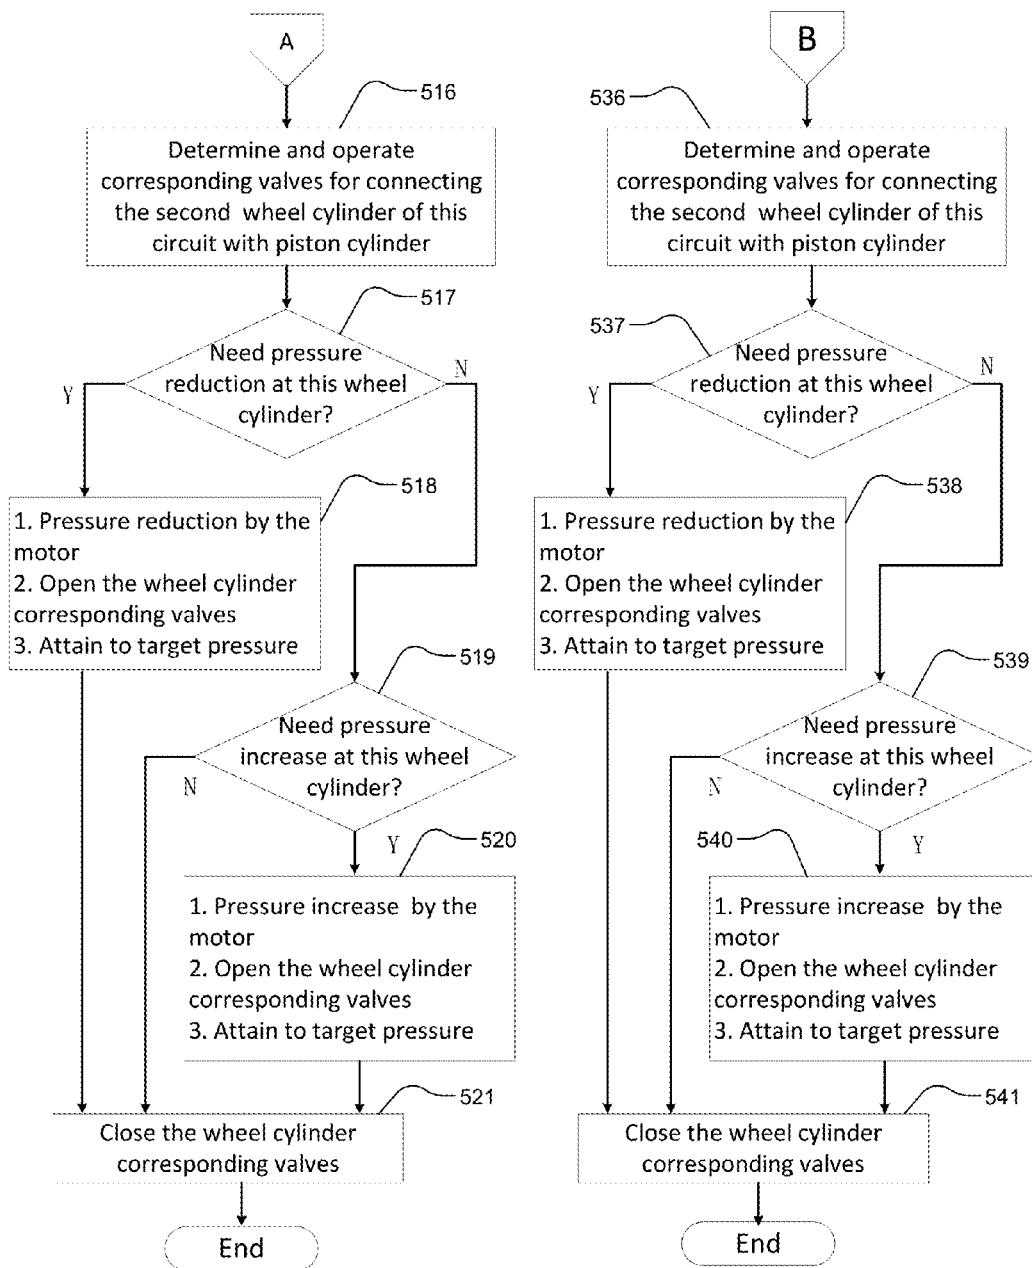 A
516
Determine and operate
corresponding valves for connecting
the second wheel cylinder of this
circuit with piston cylinder
517
Need pressure
reduction at this wheel
cylinder?
Y
N
518
1. Pressure reduction by the
motor
2. Open the wheel cylinder
corresponding valves
3. Attain to target pressure
519
Need pressure
increase at this wheel
cylinder?
N
Y
520
1. Pressure increase by the
motor
2. Open the wheel cylinder
corresponding valves
3. Attain to target pressure
521
Close the wheel cylinder
corresponding valves
End
B
536
Determine and operate
corresponding valves for connecting
the second wheel cylinder of this
circuit with piston cylinder
537
Need pressure
reduction at this wheel
cylinder?
Y
N
538
1. Pressure reduction by the
motor
2. Open the wheel cylinder
corresponding valves
3. Attain to target pressure
539
Need pressure
increase at this wheel
cylinder?
N
Y
540
1. Pressure increase by the
motor
2. Open the wheel cylinder
corresponding valves
3. Attain to target pressure
541
Close the wheel cylinder
corresponding valves
End